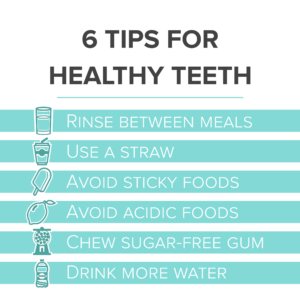 6 TIPS FOR
HEALTHY TEETH
RINSE BETWEEN MEALS
USE A STRAW
AVOID STICKY FOODS
AVOID ACIDIC FOODS
CHEW SUGAR-FREE GUM
DRINK MORE WATER